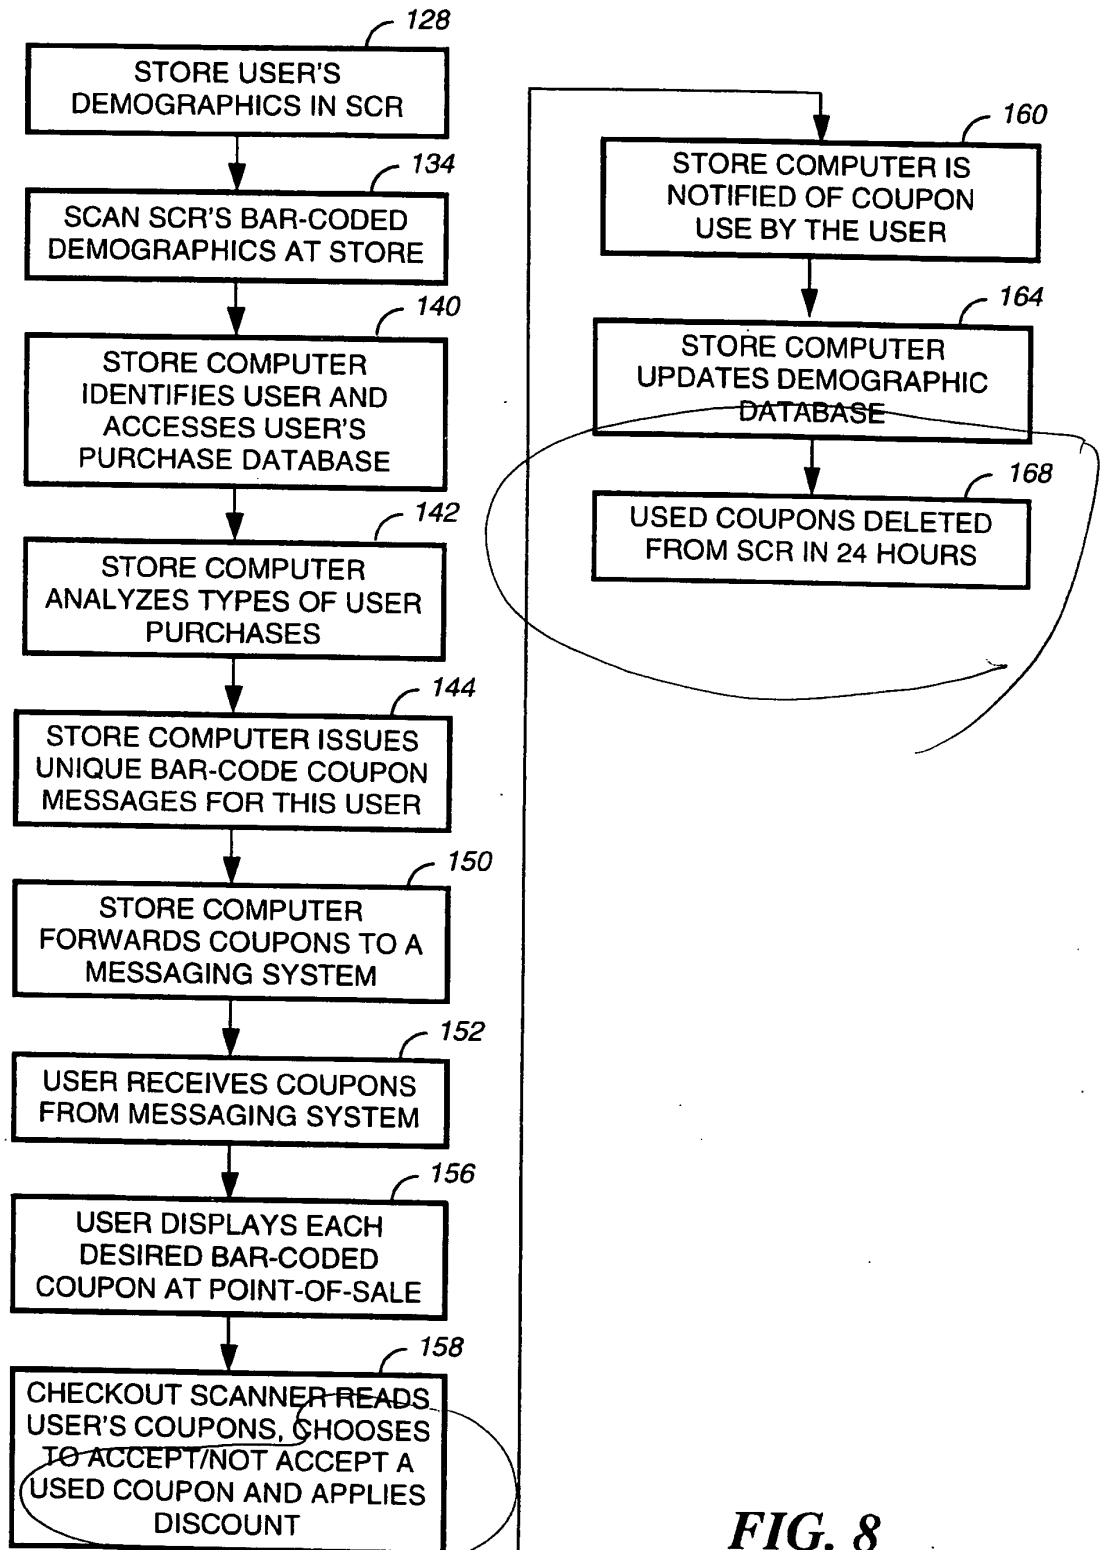 128
STORE USER'S
DEMOGRAPHICS IN SCR
134
SCAN SCR'S BAR-CODED
DEMOGRAPHICS AT STORE
140
STORE COMPUTER
IDENTIFIES USER AND
ACCESSES USER'S
PURCHASE DATABASE
142
STORE COMPUTER
ANALYZES TYPES OF USER
PURCHASES
144
STORE COMPUTER ISSUES
UNIQUE BAR-CODE COUPON
MESSAGES FOR THIS USER
150
STORE COMPUTER
FORWARDS COUPONS TO A
MESSAGING SYSTEM
152
USER RECEIVES COUPONS
FROM MESSAGING SYSTEM
156
USER DISPLAYS EACH
DESIRED BAR-CODED
COUPON AT POINT-OF-SALE
158
CHECKOUT SCANNER READS
USER'S COUPONS, CHOOSES
TO ACCEPT/NOT ACCEPT A
USED COUPON AND APPLIES
DISCOUNT
160
STORE COMPUTER IS
NOTIFIED OF COUPON
USE BY THE USER
164
STORE COMPUTER
UPDATES DEMOGRAPHIC
DATABASE
168
USED COUPONS DELETED
FROM SCR IN 24 HOURS
FIG. 8